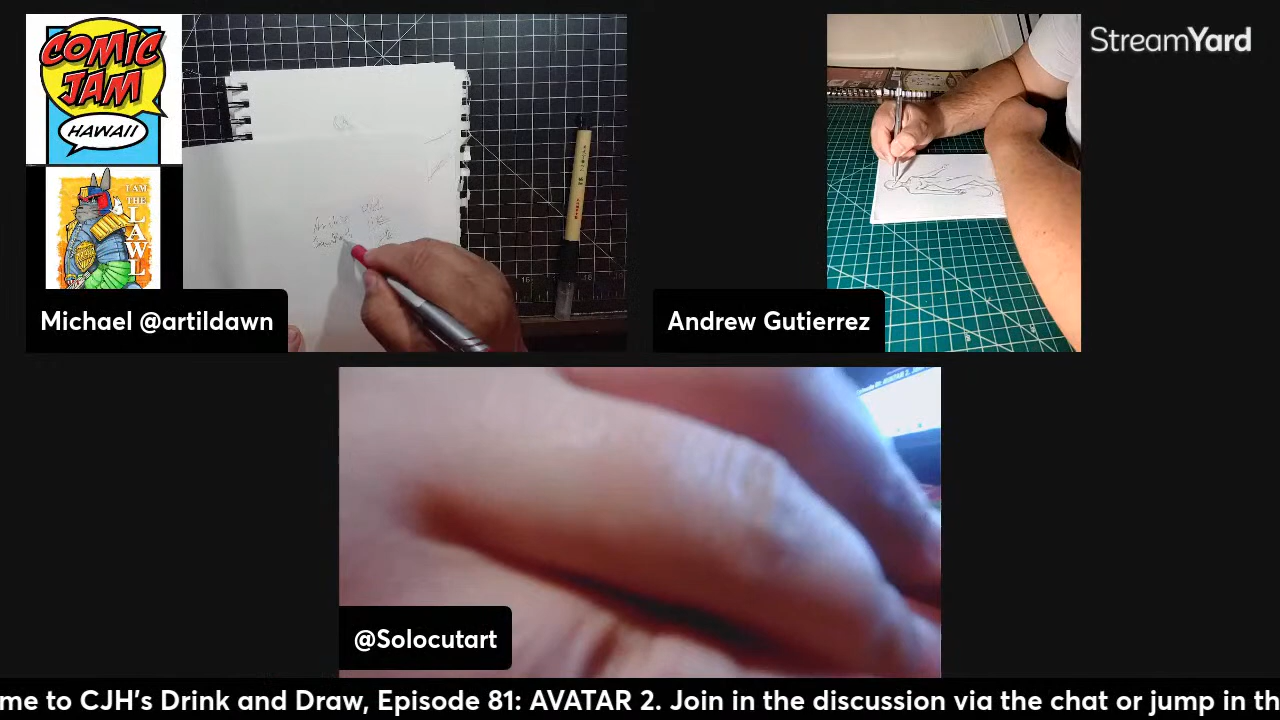 COMIC
JAM
HAWAII
I AM
THE
LAWL
Michael @artildawn
Andrew Gutierrez
StreamYard
@Solocutart
me to CJH's Drink and Draw, Episode 81: AVATAR 2. Join in the discussion via the chat or jump in th